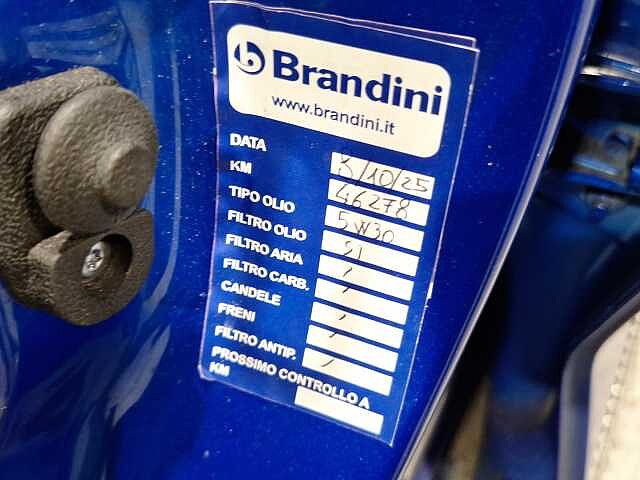 Brandini
www.brandini.it
DATA 3/10/25
KM 46278
TIPO OLIO 5W30
FILTRO OLIO SI
FILTRO ARIA /
FILTRO CARB. /
CANDELE /
FRENI /
FILTRO ANTIP. /
PROSSIMO CONTROLLO A
KM